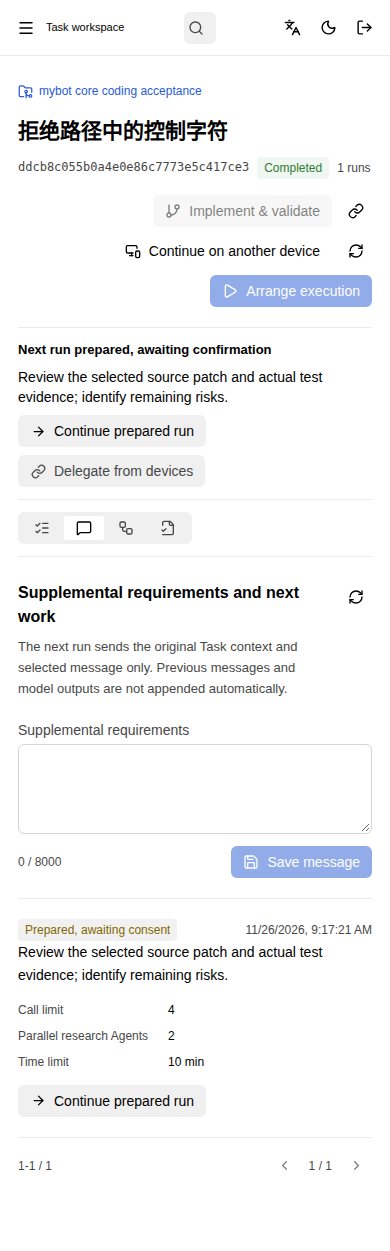 Task workspace
mybot core coding acceptance
拒绝路径中的控制字符
ddcb8c055b0a4e0e86c7773e5c417ce3 Completed 1 runs
Implement & validate
Continue on another device
Arrange execution
Next run prepared, awaiting confirmation
Review the selected source patch and actual test
evidence; identify remaining risks.
Continue prepared run
Delegate from devices
Supplemental requirements and next
work
The next run sends the original Task context and
selected message only. Previous messages and
model outputs are not appended automatically.
Supplemental requirements
0 / 8000 Save message
Prepared, awaiting consent 11/26/2026, 9:17:21 AM
Review the selected source patch and actual test
evidence; identify remaining risks.
Call limit 4
Parallel research Agents 2
Time limit 10 min
Continue prepared run
1-1 / 1 1 / 1